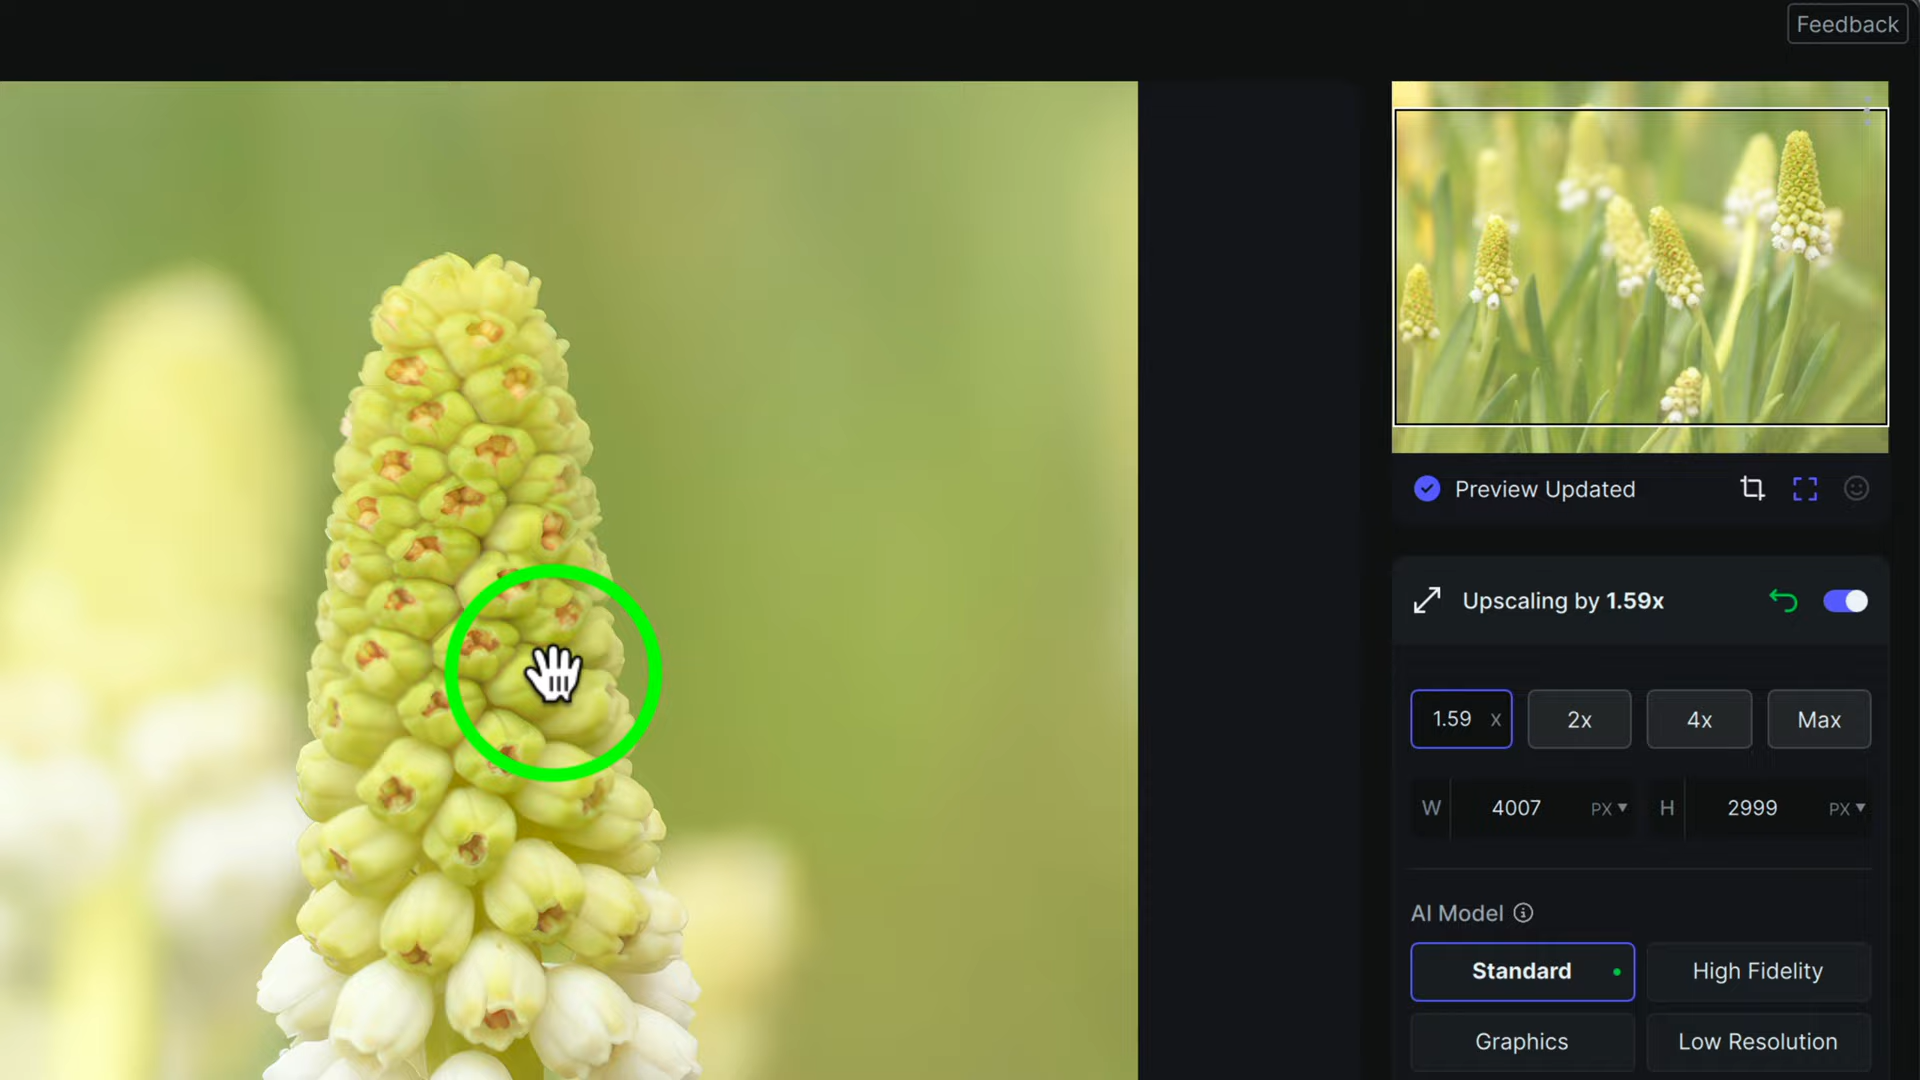 Feedback
Preview Updated
Upscaling by 1.59x
1.59 x 2x 4x Max
W 4007 PX H 2999 PX
AI Model
Standard High Fidelity
Graphics Low Resolution